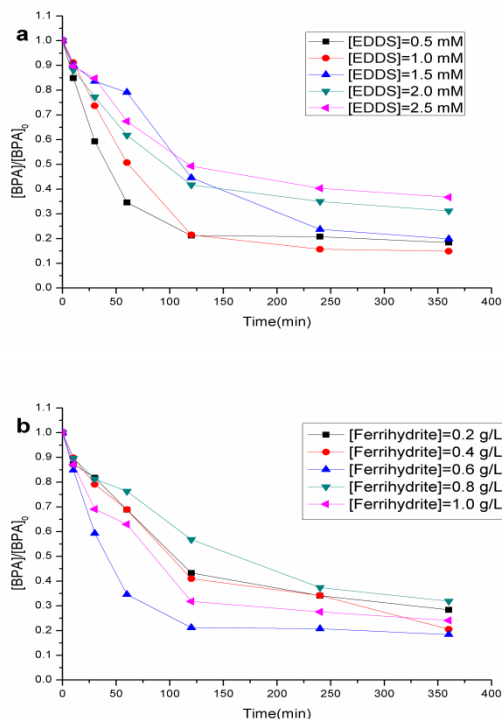 a
[EDDS]=0.5 mM
[EDDS]=1.0 mM
[EDDS]=1.5 mM
[EDDS]=2.0 mM
[EDDS]=2.5 mM
[BPA]/[BPA]0
1.1
1.0
0.9
0.8
0.7
0.6
0.5
0.4
0.3
0.2
0.1
0.0
0 50 100 150 200 250 300 350 400
Time(min)
b
[Ferrihydrite]=0.2 g/L
[Ferrihydrite]=0.4 g/L
[Ferrihydrite]=0.6 g/L
[Ferrihydrite]=0.8 g/L
[Ferrihydrite]=1.0 g/L
[BPA]/[BPA]0
1.1
1.0
0.9
0.8
0.7
0.6
0.5
0.4
0.3
0.2
0.1
0.0
0 50 100 150 200 250 300 350 400
Time(min)